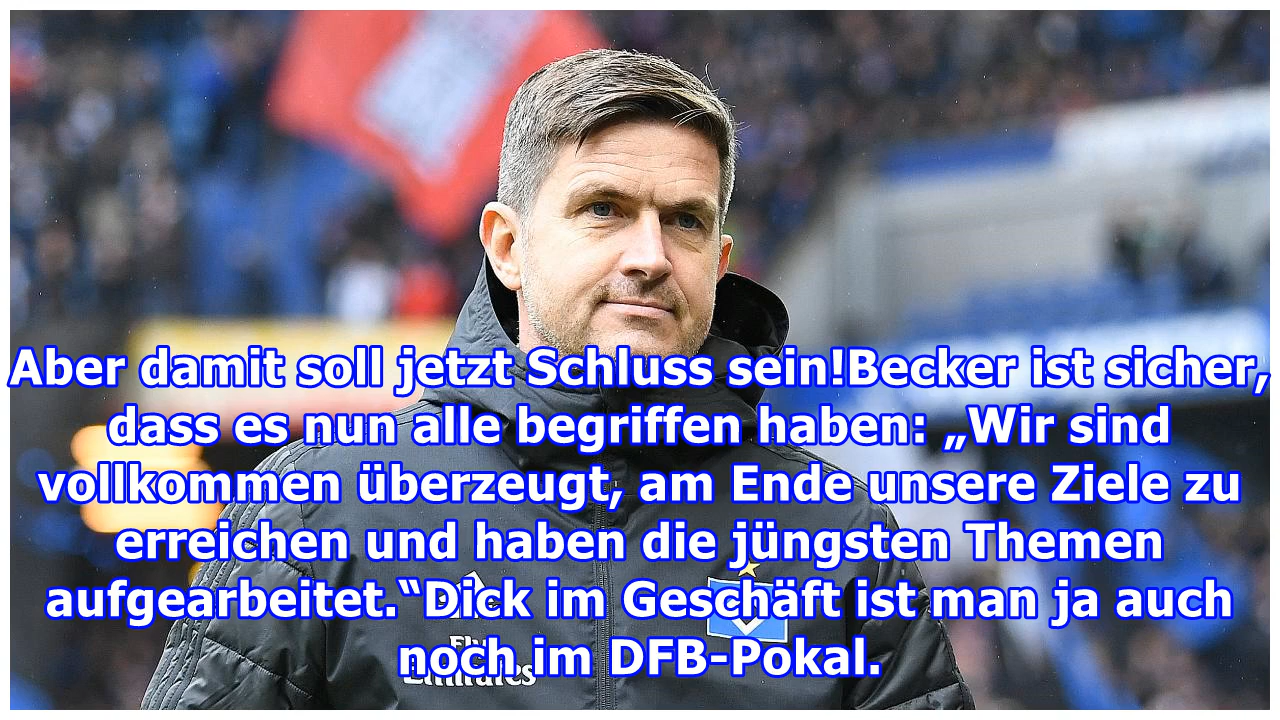 Aber damit soll jetzt Schluss sein!Becker ist sicher,
dass es nun alle begriffen haben: „Wir sind
vollkommen überzeugt, am Ende unsere Ziele zu
erreichen und haben die jüngsten Themen
aufgearbeitet.“Dick im Geschäft ist man ja auch
noch im DFB-Pokal.
Fly
Emirates